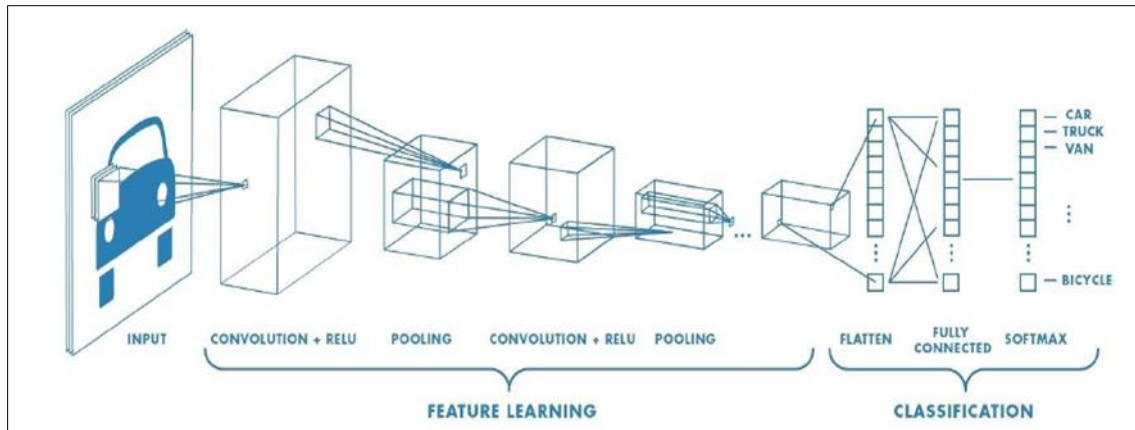 CAR
TRUCK
VAN
BICYCLE
INPUT
CONVOLUTION + RELU
POOLING
CONVOLUTION + RELU
POOLING
FLATTEN
FULLY
CONNECTED
SOFTMAX
FEATURE LEARNING
CLASSIFICATION